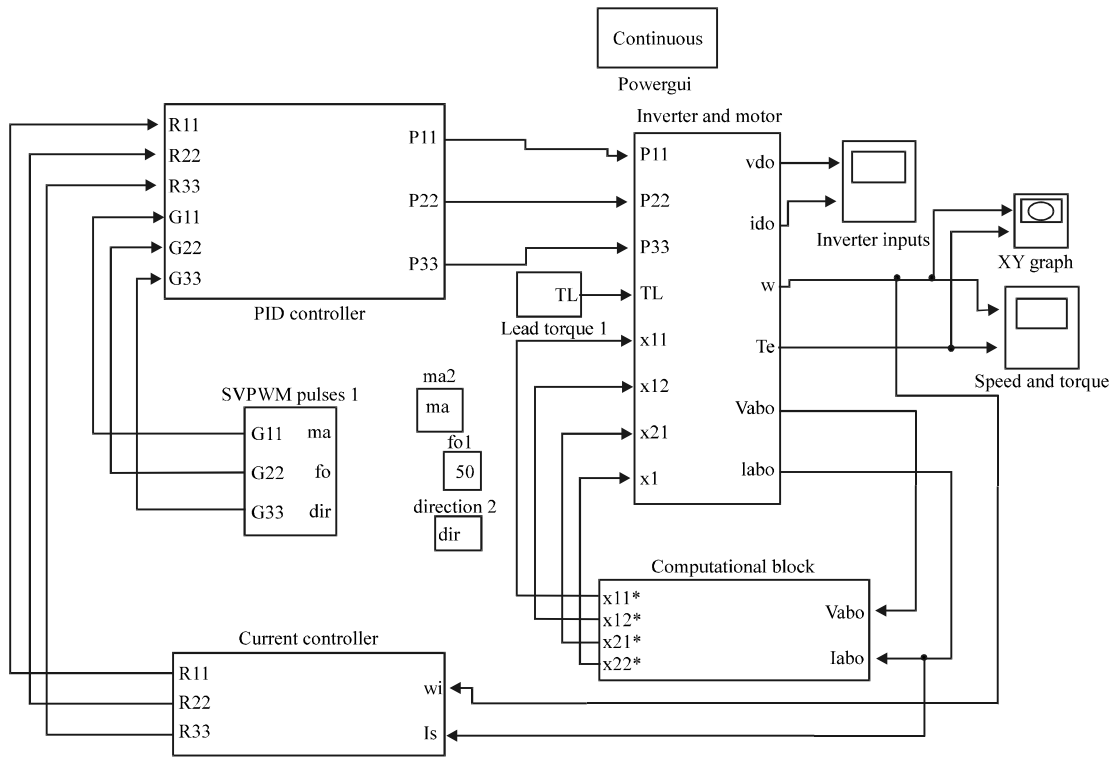 Continuous
Powergui
Inverter and motor
R11
R22
R33
G11
G22
G33
P11
P22
P33
PID controller
P11
P22
P33
TL
x11
x12
x21
x1
vdo
ido
w
Te
Vabo
Iabo
Inverter inputs
XY graph
Speed and torque
TL
Lead torque 1
SVPWM pulses 1
G11
G22
G33
ma
fo
dir
ma2
ma
fo1
50
direction 2
dir
Computational block
x11*
x12*
x21*
x22*
Vabo
Iabo
Current controller
R11
R22
R33
wi
Is